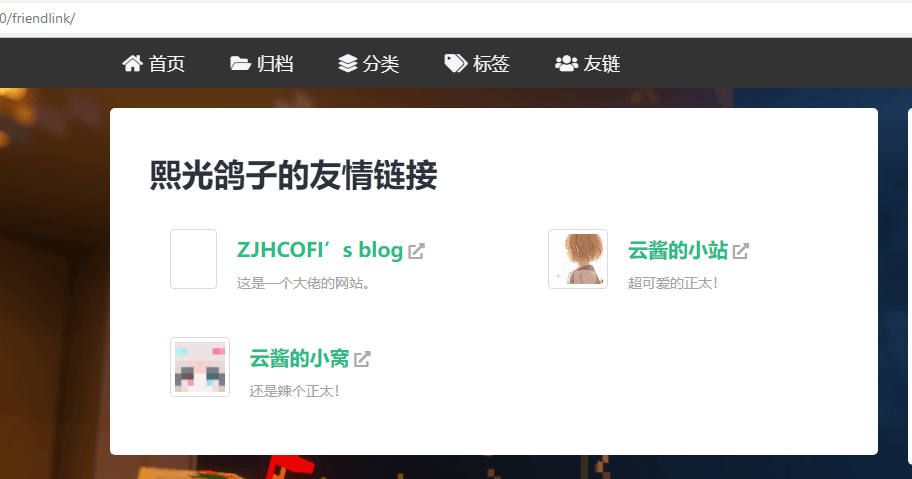 0/friendlink/
首页 归档 分类 标签 友链
熙光鸽子的友情链接
ZJHCOFI’s blog
这是一个大佬的网站。
云酱的小站
超可爱的正太!
云酱的小窝
还是辣个正太!